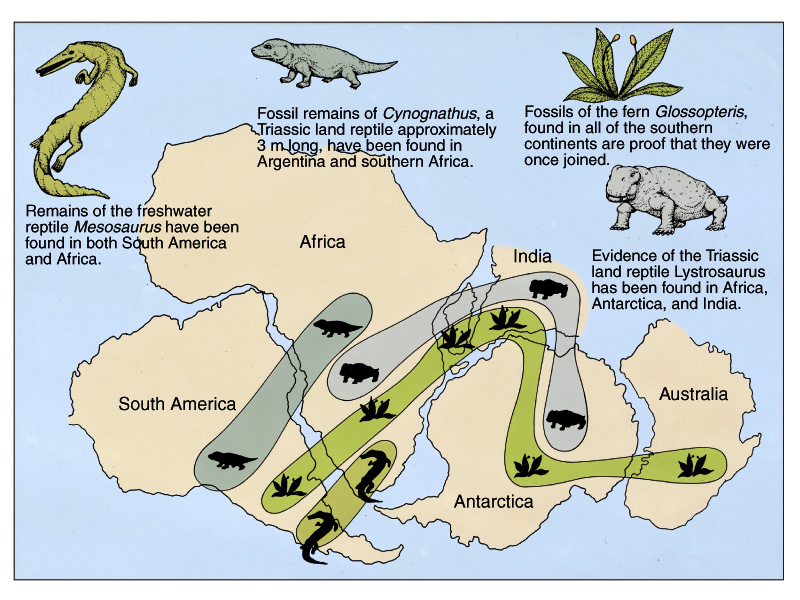 Fossil remains of Cynognathus, a
Triassic land reptile approximately
3 m long, have been found in
Argentina and southern Africa.
Fossils of the fern Glossopteris,
found in all of the southern
continents are proof that they were
once joined.
Remains of the freshwater
reptile Mesosaurus have been
found in both South America
and Africa.
Evidence of the Triassic
land reptile Lystrosaurus
has been found in Africa,
Antarctica, and India.
Africa
India
South America
Australia
Antarctica